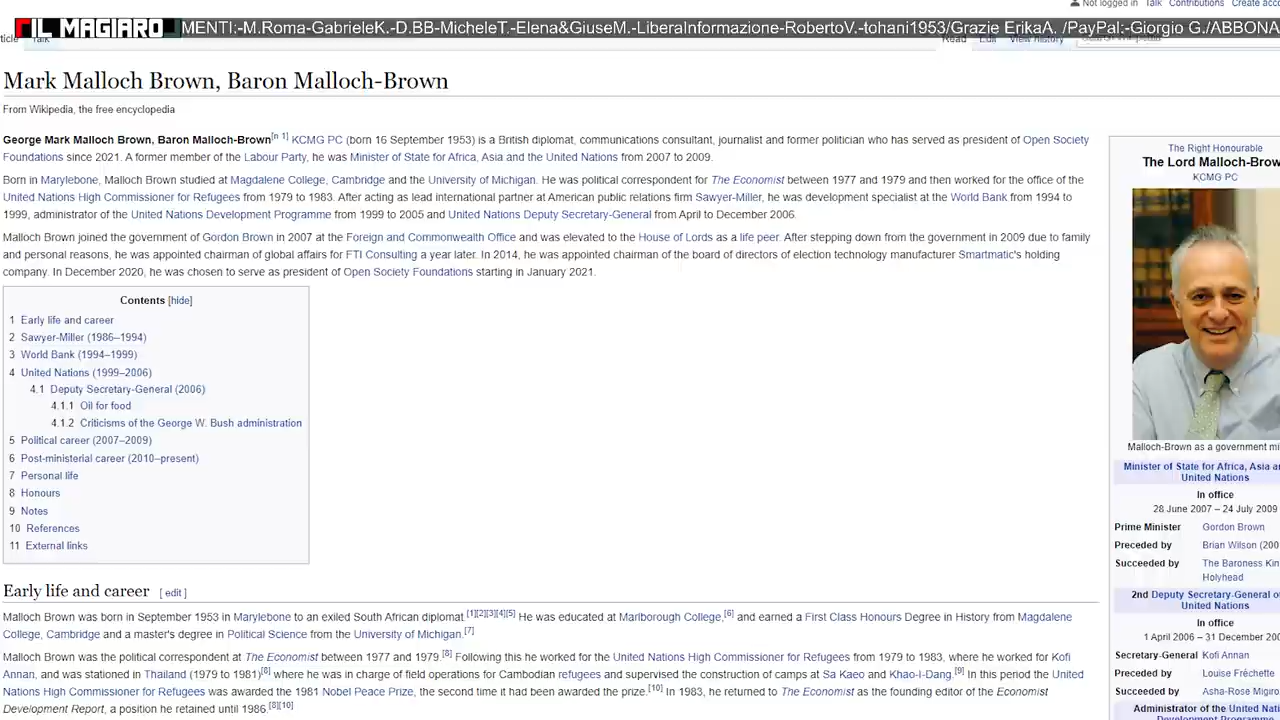 Not logged in Talk Contributions Create acco
IL MAGIARO MENTI:-M.Roma-GabrieleK.-D.BB-MicheleT.-Elena&GiuseM.-LiberaInformazione-RobertoV.-tohani1953/Grazie ErikaA. /PayPal:-Giorgio G./ABBONA
ticle Talk Read Edit View history
Mark Malloch Brown, Baron Malloch-Brown
From Wikipedia, the free encyclopedia
George Mark Malloch Brown, Baron Malloch-Brown[n 1] KCMG PC (born 16 September 1953) is a British diplomat, communications consultant, journalist and former politician who has served as president of Open Society
Foundations since 2021. A former member of the Labour Party, he was Minister of State for Africa, Asia and the United Nations from 2007 to 2009.
Born in Marylebone, Malloch Brown studied at Magdalene College, Cambridge and the University of Michigan. He was political correspondent for The Economist between 1977 and 1979 and then worked for the office of the
United Nations High Commissioner for Refugees from 1979 to 1983. After acting as lead international partner at American public relations firm Sawyer-Miller, he was development specialist at the World Bank from 1994 to
1999, administrator of the United Nations Development Programme from 1999 to 2005 and United Nations Deputy Secretary-General from April to December 2006.
Malloch Brown joined the government of Gordon Brown in 2007 at the Foreign and Commonwealth Office and was elevated to the House of Lords as a life peer. After stepping down from the government in 2009 due to family
and personal reasons, he was appointed chairman of global affairs for FTI Consulting a year later. In 2014, he was appointed chairman of the board of directors of election technology manufacturer Smartmatic's holding
company. In December 2020, he was chosen to serve as president of Open Society Foundations starting in January 2021.
Contents [hide]
1 Early life and career
2 Sawyer-Miller (1986–1994)
3 World Bank (1994–1999)
4 United Nations (1999–2006)
4.1 Deputy Secretary-General (2006)
4.1.1 Oil for food
4.1.2 Criticisms of the George W. Bush administration
5 Political career (2007–2009)
6 Post-ministerial career (2010–present)
7 Personal life
8 Honours
9 Notes
10 References
11 External links
Early life and career [ edit ]
Malloch Brown was born in September 1953 in Marylebone to an exiled South African diplomat.[1][2][3][4][5] He was educated at Marlborough College,[6] and earned a First Class Honours Degree in History from Magdalene
College, Cambridge and a master's degree in Political Science from the University of Michigan.[7]
Malloch Brown was the political correspondent at The Economist between 1977 and 1979.[8] Following this he worked for the United Nations High Commissioner for Refugees from 1979 to 1983, where he worked for Kofi
Annan, and was stationed in Thailand (1979 to 1981)[8] where he was in charge of field operations for Cambodian refugees and supervised the construction of camps at Sa Kaeo and Khao-I-Dang.[9] In this period the United
Nations High Commissioner for Refugees was awarded the 1981 Nobel Peace Prize, the second time it had been awarded the prize.[10] In 1983, he returned to The Economist as the founding editor of the Economist
Development Report, a position he retained until 1986.[8][10]
The Right Honourable
The Lord Malloch-Brow
KCMG PC
Malloch-Brown as a government mi
Minister of State for Africa, Asia an
United Nations
In office
28 June 2007 – 24 July 2009
Prime Minister Gordon Brown
Preceded by Brian Wilson (200
Succeeded by The Baroness Kin
Holyhead
2nd Deputy Secretary-General of
United Nations
In office
1 April 2006 – 31 December 200
Secretary-General Kofi Annan
Preceded by Louise Fréchette
Succeeded by Asha-Rose Migiro
Administrator of the United Nati
Development Programme